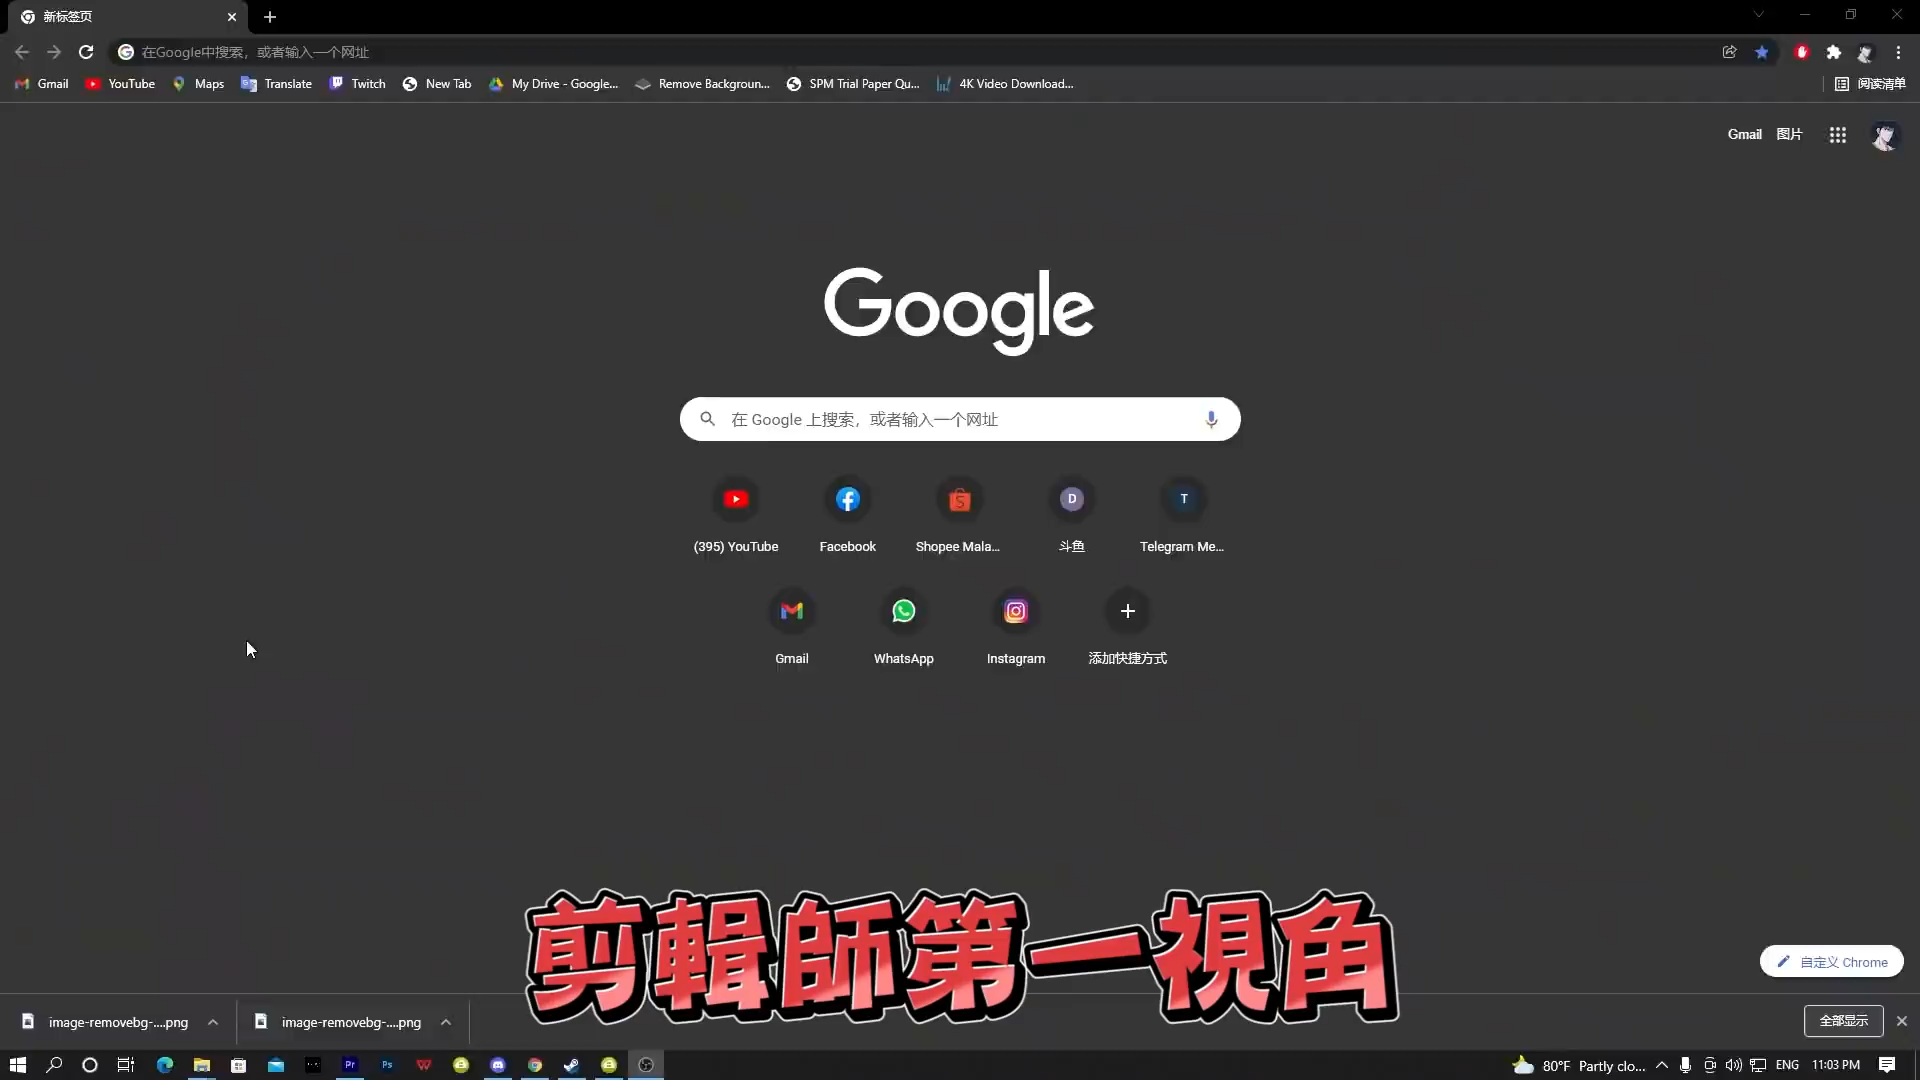 新标签页
在Google中搜索，或者输入一个网址
Gmail YouTube Maps Translate Twitch New Tab My Drive - Google... Remove Backgroun... SPM Trial Paper Qu... 4K Video Download... 阅读清单
Gmail 图片
Google
在 Google 上搜索，或者输入一个网址
D T
(395) YouTube Facebook Shopee Mala... 斗鱼 Telegram Me...
Gmail WhatsApp Instagram 添加快捷方式
剪輯師第一視角
自定义 Chrome
image-removebg-....png image-removebg-....png 全部显示
Pr Ps 80°F Partly clo... ENG 11:03 PM